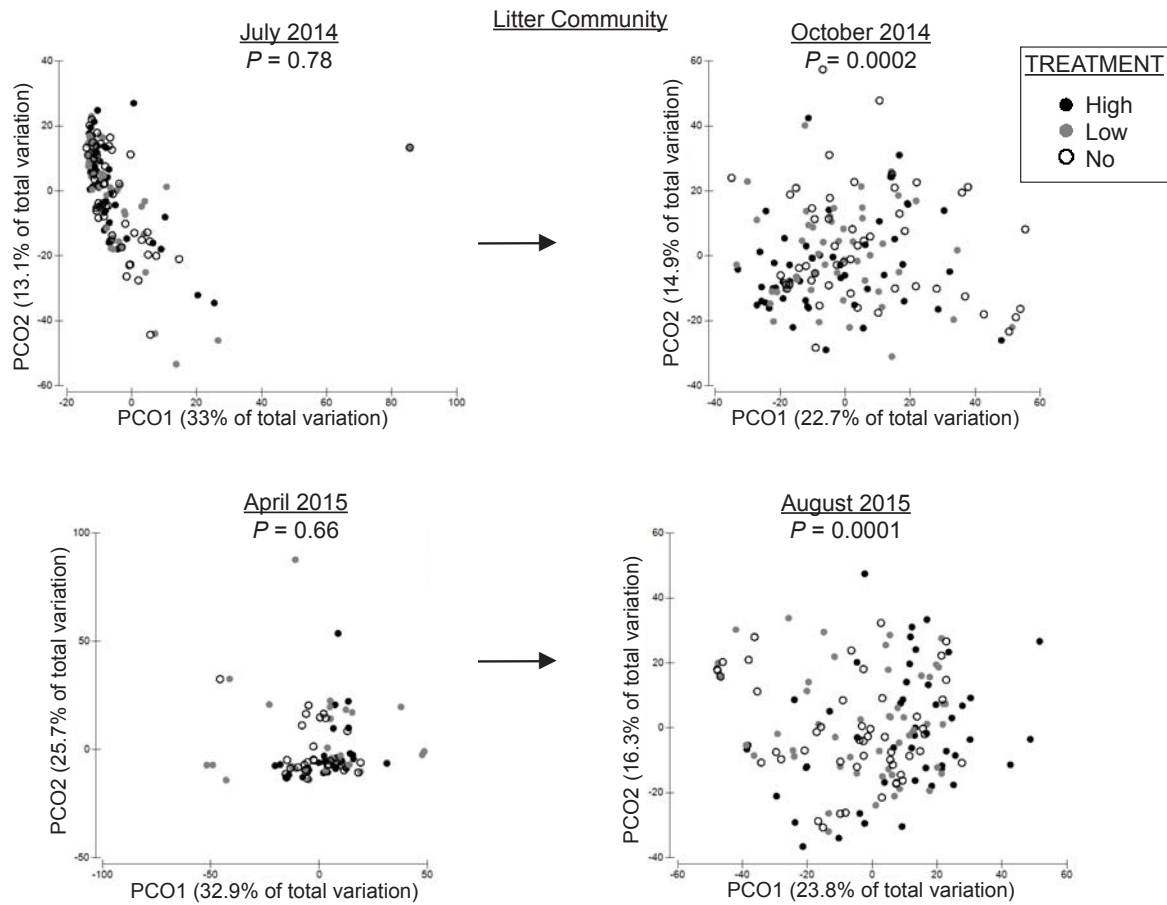 Litter Community
July 2014
P = 0.78
PCO2 (13.1% of total variation)
40
20
0
-20
-40
-60
-20
0
20
40
60
80
100
PCO1 (33% of total variation)
October 2014
P = 0.0002
PCO2 (14.9% of total variation)
60
40
20
0
-20
-40
-40
-20
0
20
40
60
PCO1 (22.7% of total variation)
TREATMENT
High
Low
No
April 2015
P = 0.66
PCO2 (25.7% of total variation)
100
50
0
-50
-100
-50
0
50
PCO1 (32.9% of total variation)
August 2015
P = 0.0001
PCO2 (16.3% of total variation)
60
40
20
0
-20
-40
-60
-40
-20
0
20
40
60
PCO1 (23.8% of total variation)